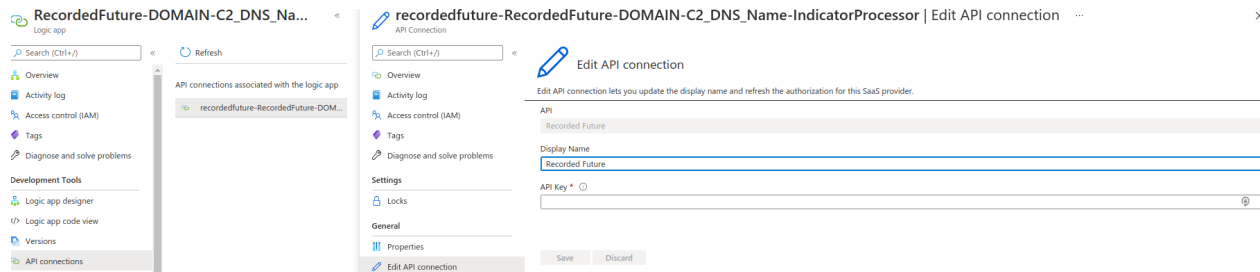 RecordedFuture-DOMAIN-C2_DNS_Na...
Logic app
Search (Ctrl+/)
Overview
Activity log
Access control (IAM)
Tags
Diagnose and solve problems
Development Tools
Logic app designer
Logic app code view
Versions
API connections
Refresh
API connections associated with the logic app
recordedfuture-RecordedFuture-DOM...
recordedfuture-RecordedFuture-DOMAIN-C2_DNS_Name-IndicatorProcessor | Edit API connection ...
API Connection
Search (Ctrl+/)
Overview
Activity log
Access control (IAM)
Tags
Diagnose and solve problems
Settings
Locks
General
Properties
Edit API connection
Edit API connection
Edit API connection lets you update the display name and refresh the authorization for this SaaS provider.
API
Recorded Future
Display Name
Recorded Future
API Key *
Save Discard